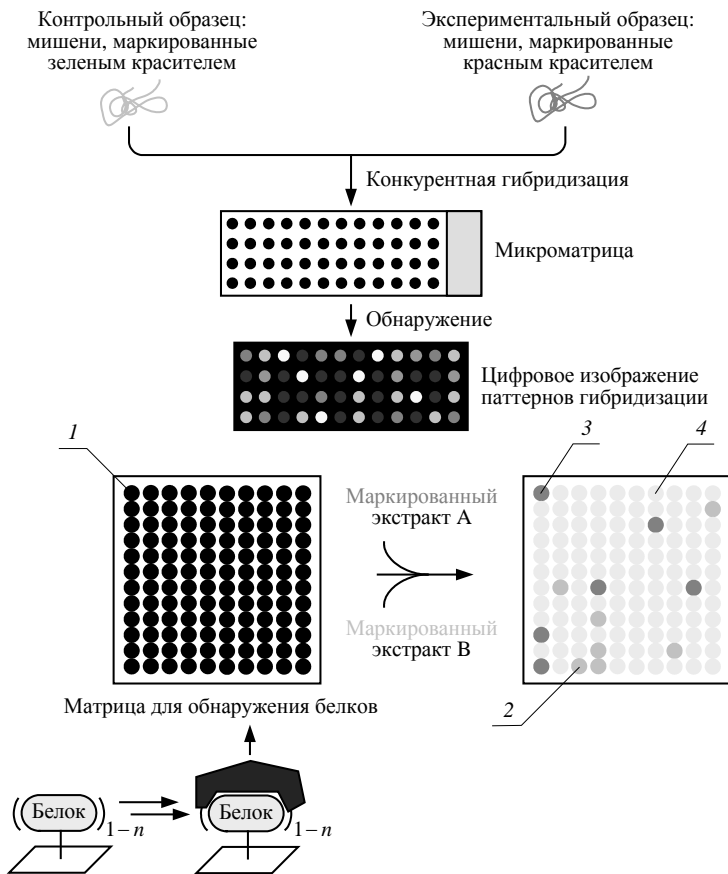 Контрольный образец:
мишени, маркированные
зеленым красителем
Экспериментальный образец:
мишени, маркированные
красным красителем
Конкурентная гибридизация
Микроматрица
Обнаружение
Цифровое изображение
паттернов гибридизации
1
3
4
Маркированный
экстракт А
Маркированный
экстракт В
2
Матрица для обнаружения белков
Белок
1–n
Белок
1–n